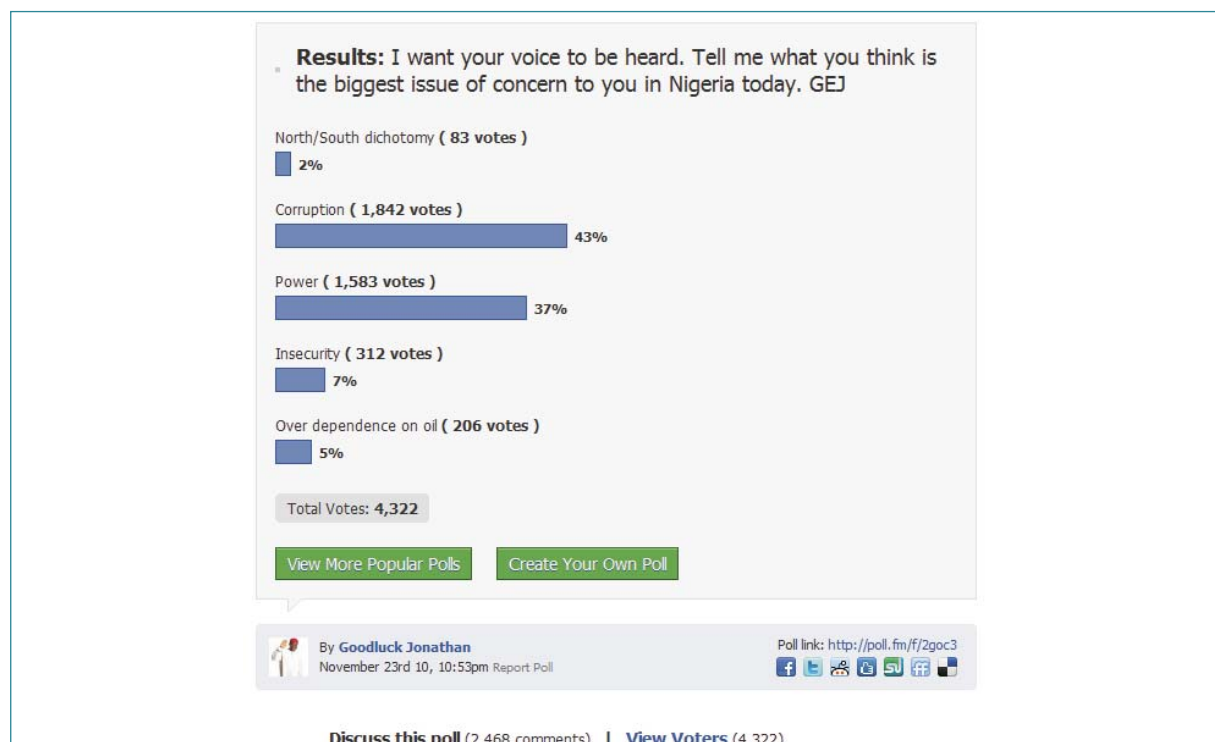 Results: I want your voice to be heard. Tell me what you think is
the biggest issue of concern to you in Nigeria today. GEJ
North/South dichotomy ( 83 votes )
2%
Corruption ( 1,842 votes )
43%
Power ( 1,583 votes )
37%
Insecurity ( 312 votes )
7%
Over dependence on oil ( 206 votes )
5%
Total Votes: 4,322
View More Popular Polls Create Your Own Poll
By Goodluck Jonathan Poll link: http://poll.fm/f/2goc3
November 23rd 10, 10:53pm Report Poll
Discuss this poll (2,468 comments) | View Voters (4,322)